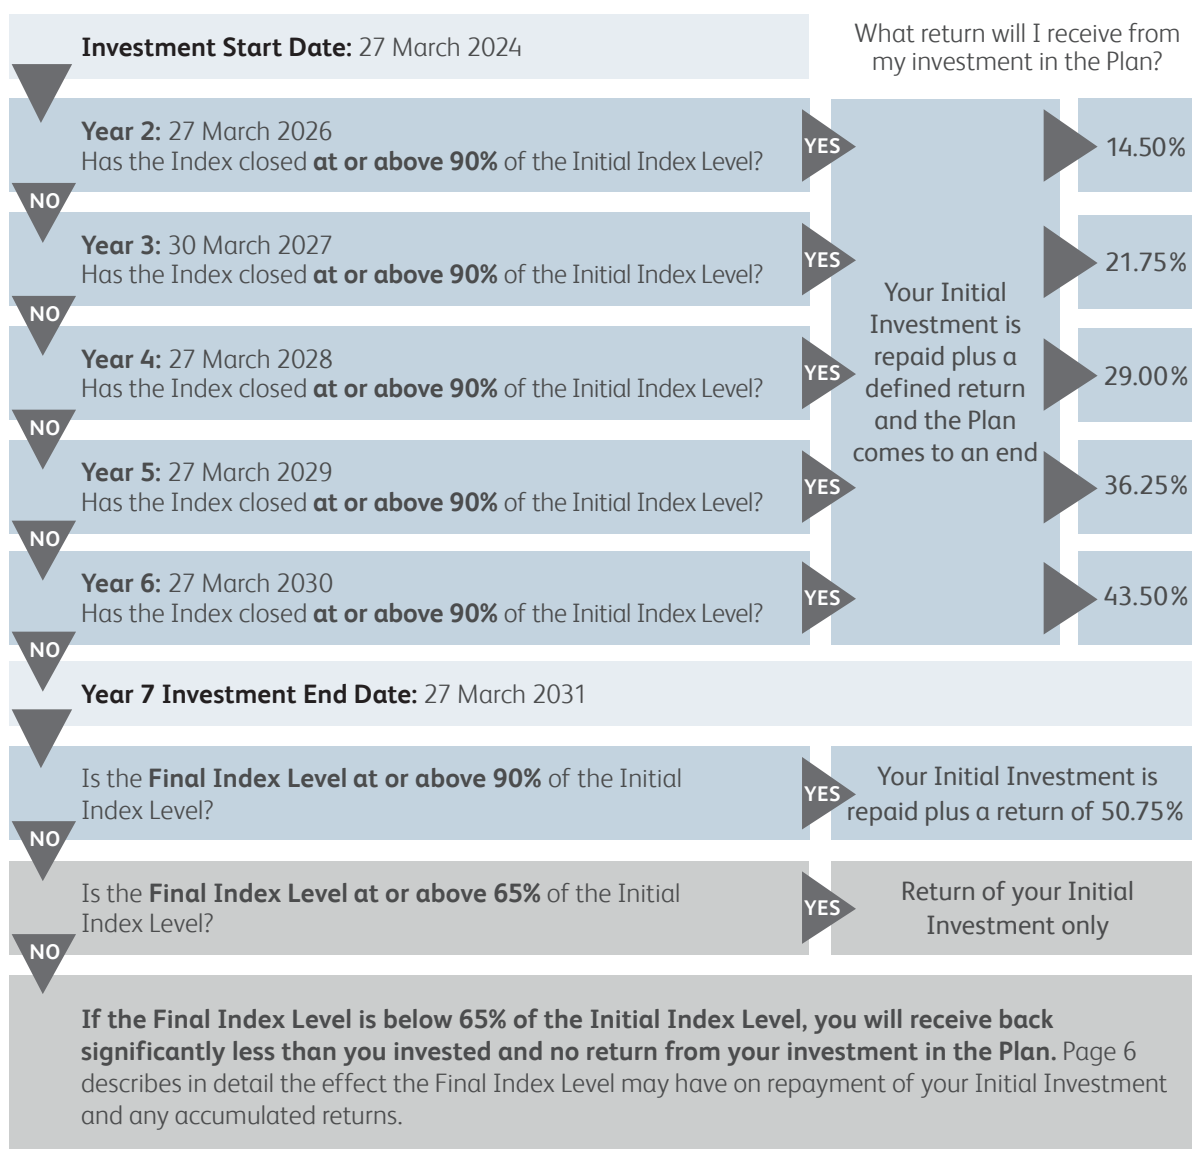 Investment Start Date: 27 March 2024
What return will I receive from
my investment in the Plan?
Year 2: 27 March 2026
Has the Index closed at or above 90% of the Initial Index Level?
YES
14.50%
NO
Year 3: 30 March 2027
Has the Index closed at or above 90% of the Initial Index Level?
YES
21.75%
NO
Year 4: 27 March 2028
Has the Index closed at or above 90% of the Initial Index Level?
YES
29.00%
NO
Year 5: 27 March 2029
Has the Index closed at or above 90% of the Initial Index Level?
YES
36.25%
NO
Year 6: 27 March 2030
Has the Index closed at or above 90% of the Initial Index Level?
YES
43.50%
Your Initial
Investment is
repaid plus a
defined return
and the Plan
comes to an end
NO
Year 7 Investment End Date: 27 March 2031
Is the Final Index Level at or above 90% of the Initial
Index Level?
YES
Your Initial Investment is
repaid plus a return of 50.75%
NO
Is the Final Index Level at or above 65% of the Initial
Index Level?
YES
Return of your Initial
Investment only
NO
If the Final Index Level is below 65% of the Initial Index Level, you will receive back
significantly less than you invested and no return from your investment in the Plan. Page 6
describes in detail the effect the Final Index Level may have on repayment of your Initial Investment
and any accumulated returns.